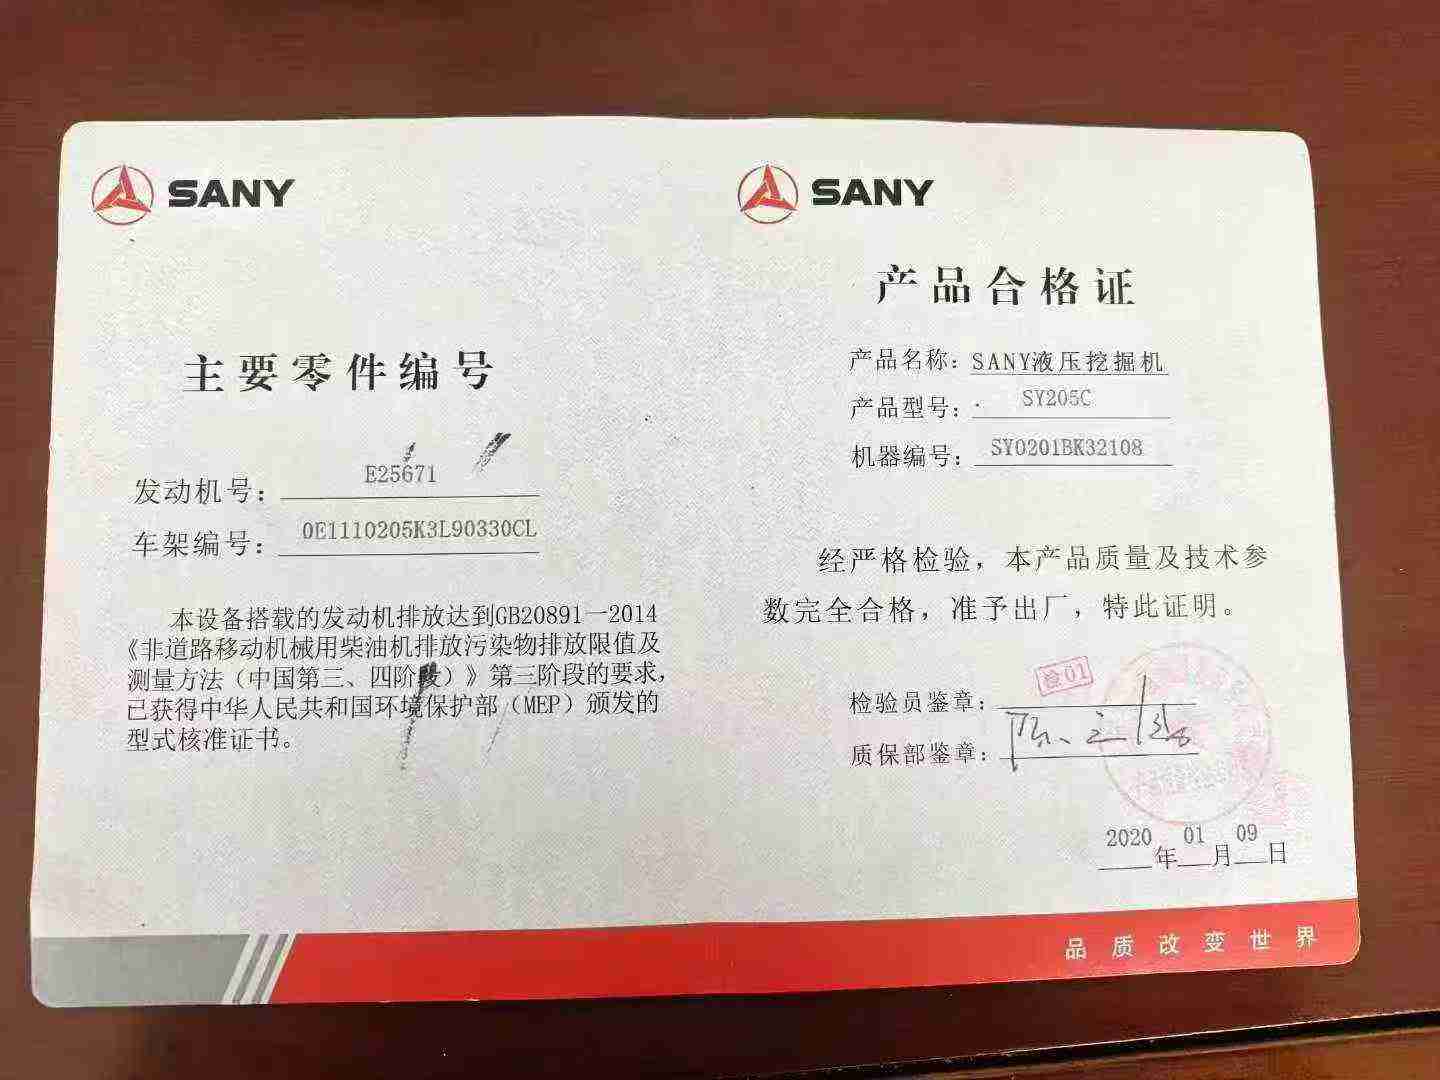 SANY
主要零件编号
发动机号：E25671
车架编号：0E1110205K3L90330CL
本设备搭载的发动机排放达到GB20891—2014
《非道路移动机械用柴油机排放污染物排放限值及
测量方法（中国第三、四阶段）》第三阶段的要求，
已获得中华人民共和国环境保护部（MEP）颁发的
型式核准证书。
SANY
产品合格证
产品名称：SANY液压挖掘机
产品型号：SY205C
机器编号：SY0201BK32108
经严格检验，本产品质量及技术参
数完全合格，准予出厂，特此证明。
检验员鉴章：检01
质保部鉴章：
2020年01月09日
品质改变世界